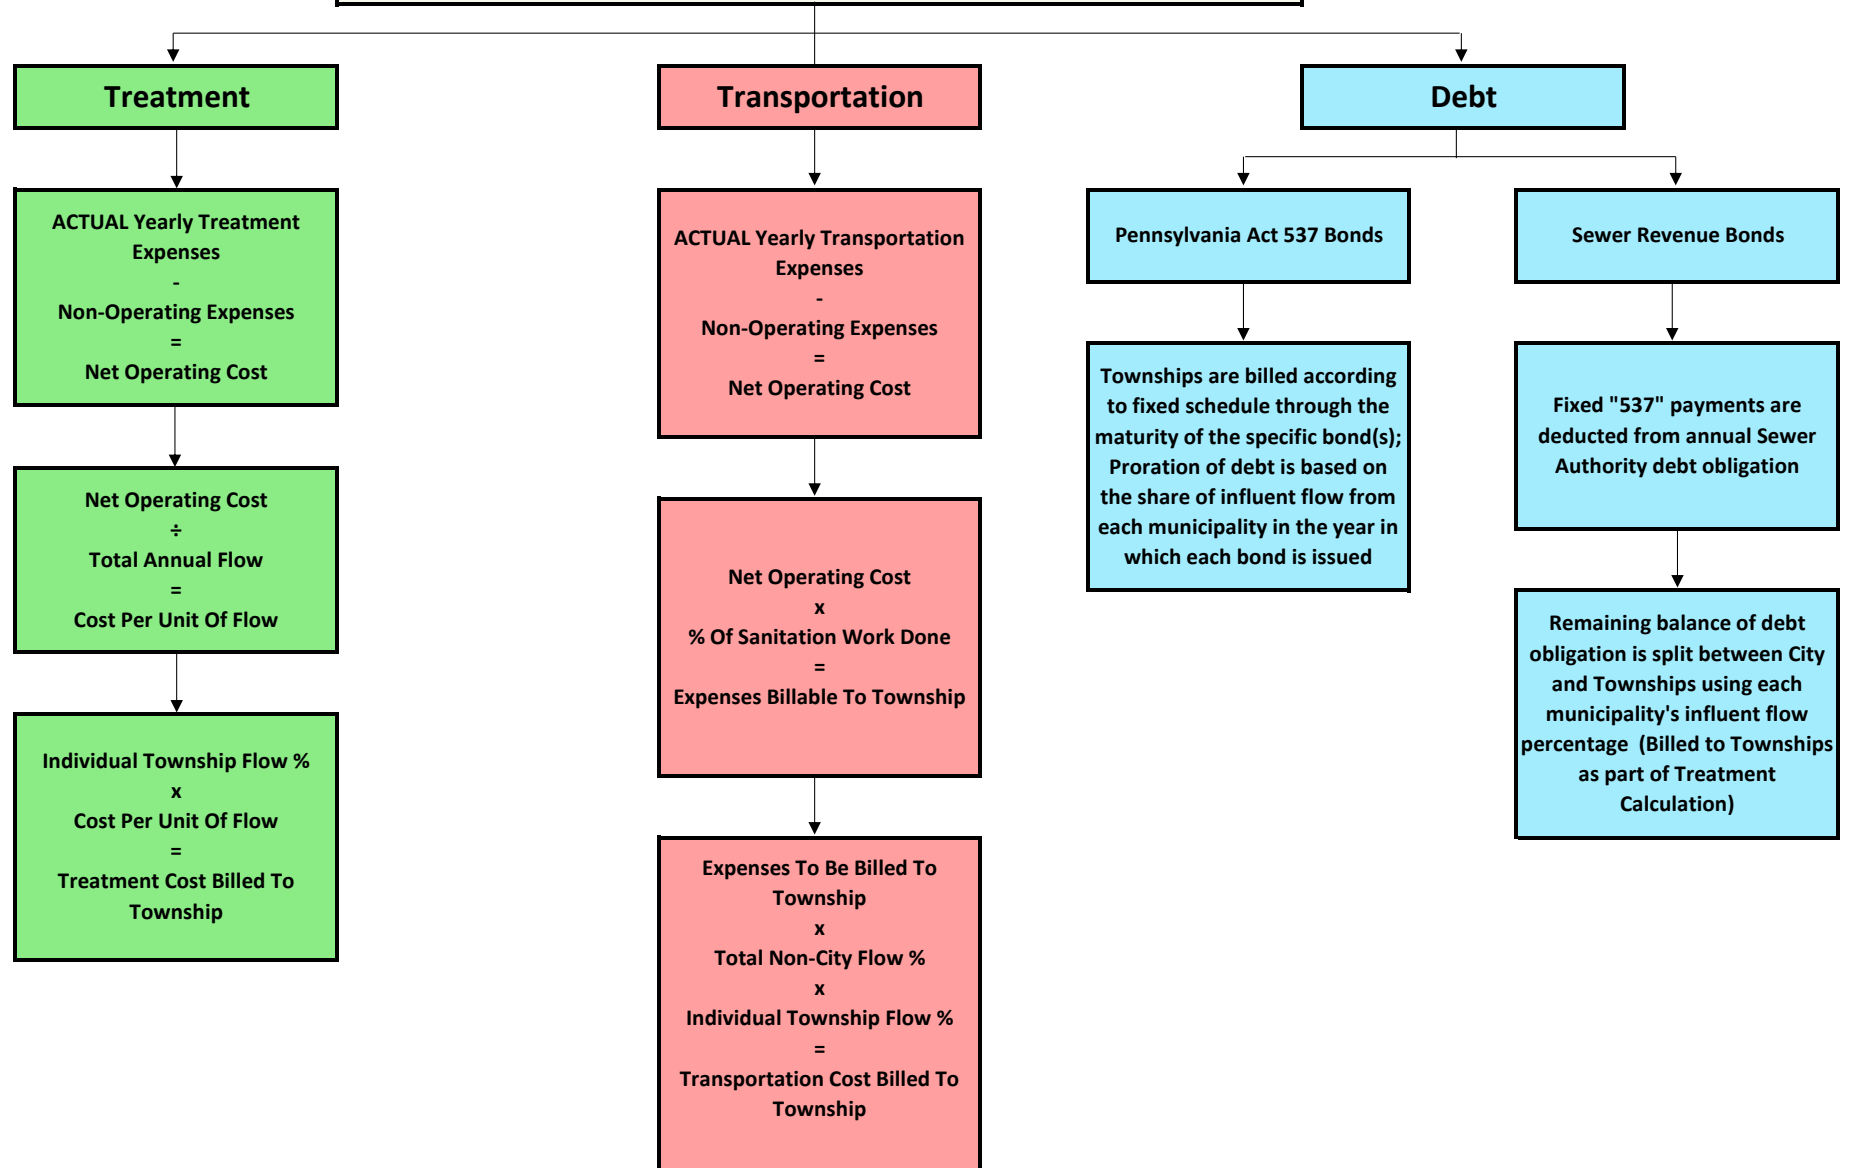 Treatment
Transportation
Debt
ACTUAL Yearly Treatment
Expenses
-
Non-Operating Expenses
=
Net Operating Cost
Net Operating Cost
÷
Total Annual Flow
=
Cost Per Unit Of Flow
Individual Township Flow %
x
Cost Per Unit Of Flow
=
Treatment Cost Billed To
Township
ACTUAL Yearly Transportation
Expenses
-
Non-Operating Expenses
=
Net Operating Cost
Net Operating Cost
x
% Of Sanitation Work Done
=
Expenses Billable To Township
Expenses To Be Billed To
Township
x
Total Non-City Flow %
x
Individual Township Flow %
=
Transportation Cost Billed To
Township
Pennsylvania Act 537 Bonds
Townships are billed according
to fixed schedule through the
maturity of the specific bond(s);
Proration of debt is based on
the share of influent flow from
each municipality in the year in
which each bond is issued
Sewer Revenue Bonds
Fixed "537" payments are
deducted from annual Sewer
Authority debt obligation
Remaining balance of debt
obligation is split between City
and Townships using each
municipality's influent flow
percentage (Billed to Townships
as part of Treatment
Calculation)